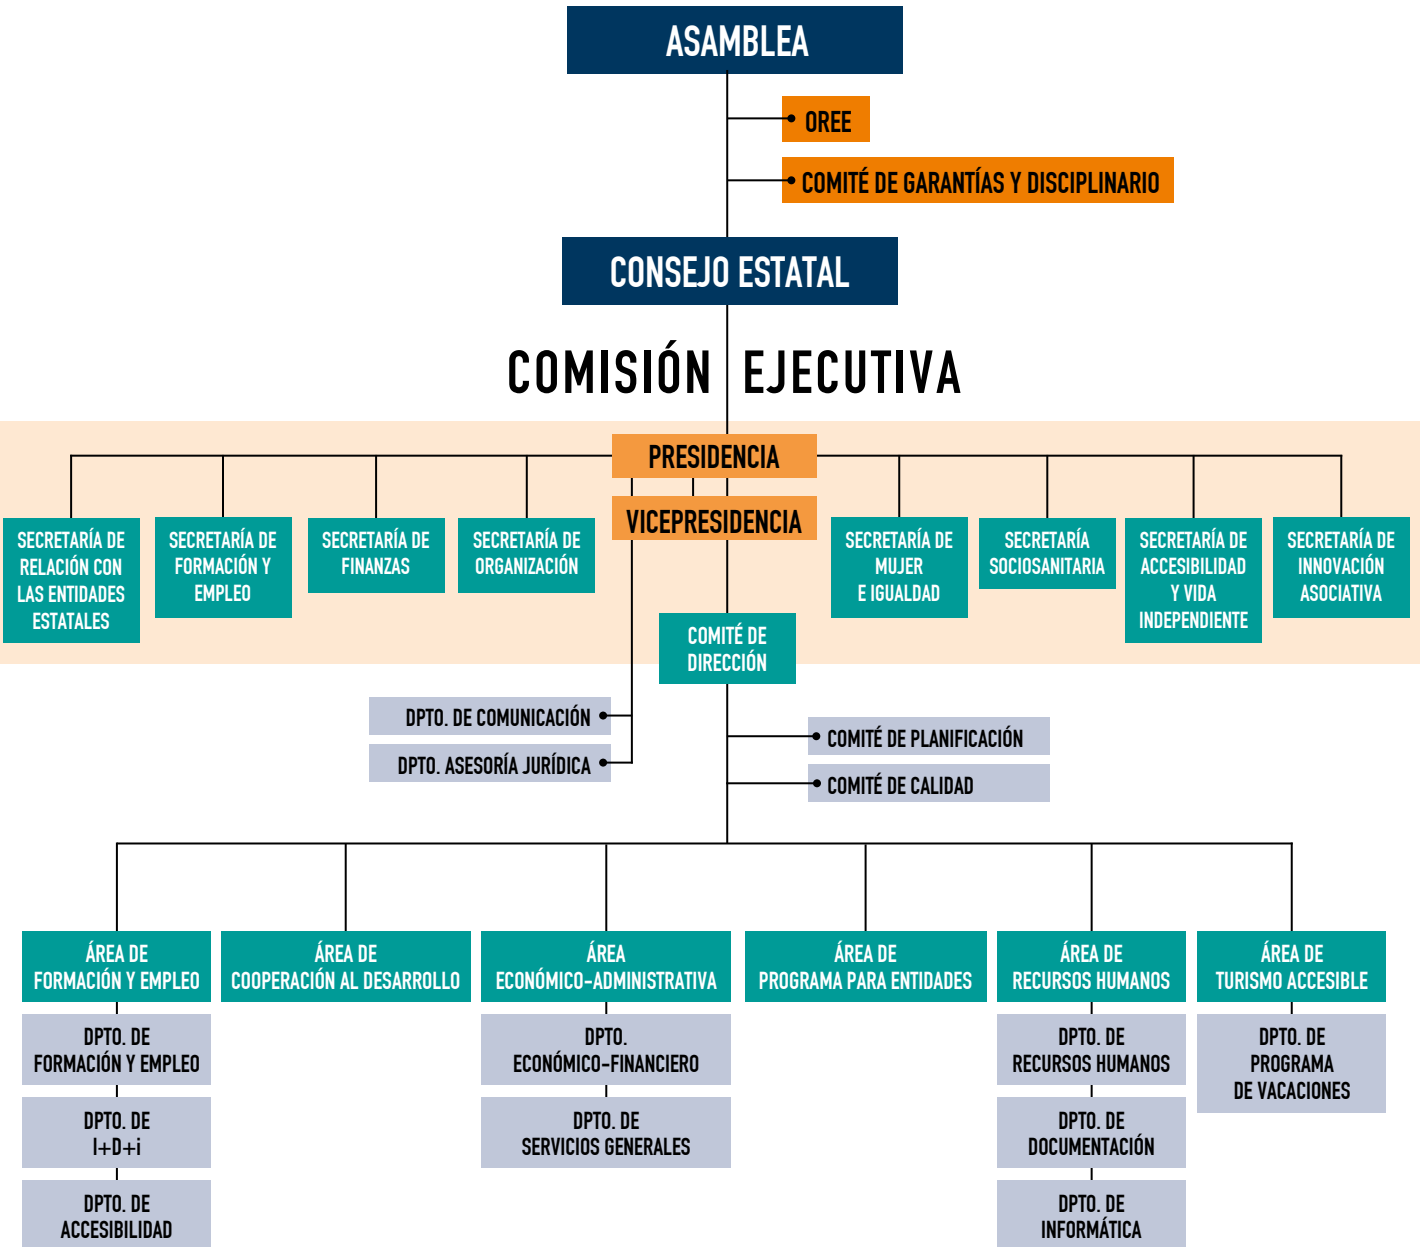 ASAMBLEA
OREE
COMITÉ DE GARANTÍAS Y DISCIPLINARIO
CONSEJO ESTATAL
COMISIÓN EJECUTIVA
PRESIDENCIA
VICEPRESIDENCIA
SECRETARÍA DE
RELACIÓN CON
LAS ENTIDADES
ESTATALES
SECRETARÍA DE
FORMACIÓN Y
EMPLEO
SECRETARÍA DE
FINANZAS
SECRETARÍA DE
ORGANIZACIÓN
SECRETARÍA DE
MUJER
E IGUALDAD
SECRETARÍA
SOCIOSANITARIA
SECRETARÍA DE
ACCESIBILIDAD
Y VIDA
INDEPENDIENTE
SECRETARÍA DE
INNOVACIÓN
ASOCIATIVA
COMITÉ DE
DIRECCIÓN
DPTO. DE COMUNICACIÓN
DPTO. ASESORÍA JURÍDICA
COMITÉ DE PLANIFICACIÓN
COMITÉ DE CALIDAD
ÁREA DE
FORMACIÓN Y EMPLEO
DPTO. DE
FORMACIÓN Y EMPLEO
DPTO. DE
I+D+i
DPTO. DE
ACCESIBILIDAD
ÁREA DE
COOPERACIÓN AL DESARROLLO
ÁREA
ECONÓMICO-ADMINISTRATIVA
DPTO.
ECONÓMICO-FINANCIERO
DPTO. DE
SERVICIOS GENERALES
ÁREA DE
PROGRAMA PARA ENTIDADES
ÁREA DE
RECURSOS HUMANOS
DPTO. DE
RECURSOS HUMANOS
DPTO. DE
DOCUMENTACIÓN
DPTO. DE
INFORMÁTICA
ÁREA DE
TURISMO ACCESIBLE
DPTO. DE
PROGRAMA
DE VACACIONES